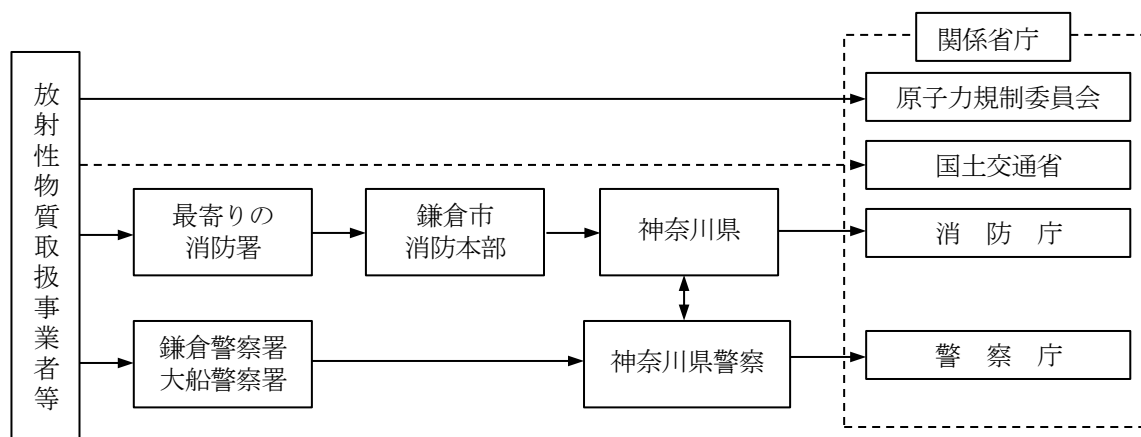 関係省庁
放射性物質取扱事業者等
原子力規制委員会
国土交通省
最寄りの
消防署
鎌倉市
消防本部
神奈川県
消 防 庁
鎌倉警察署
大船警察署
神奈川県警察
警 察 庁